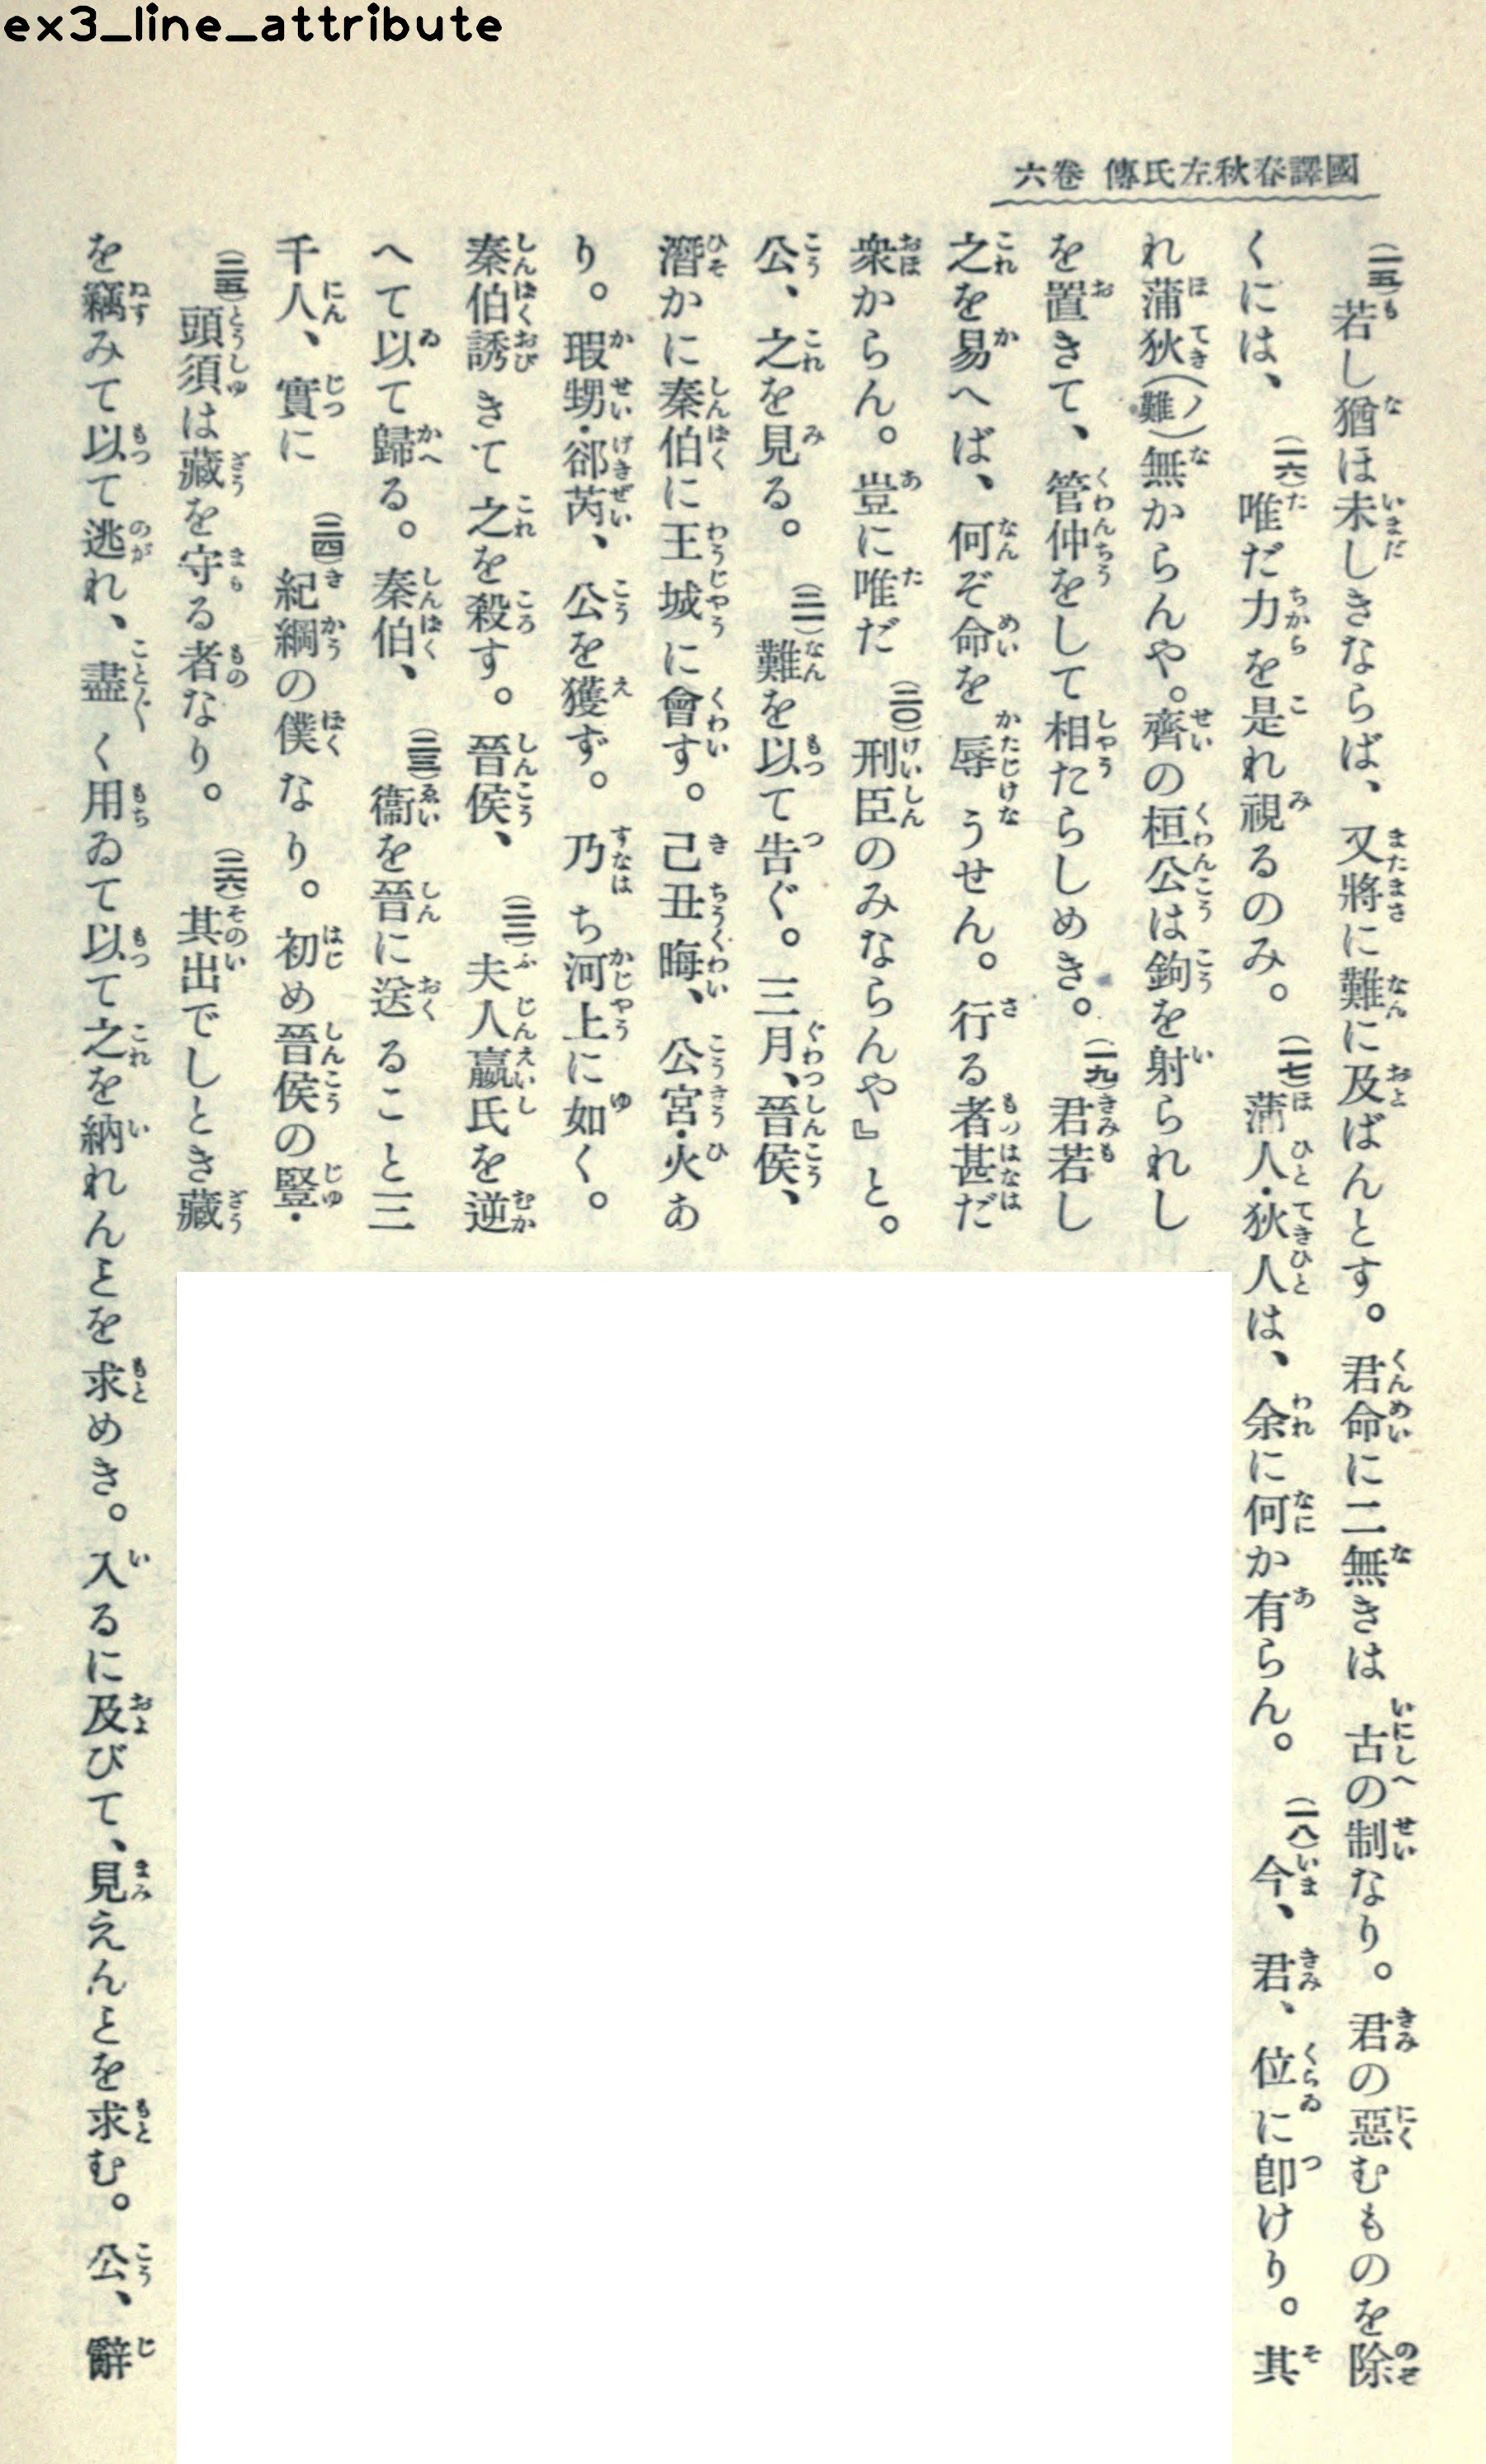 ex3_line_attribute
國譯春秋左氏傳 卷六
(一五)若し猶ほ未しきならば、又將に難に及ばんとす。君命に二無きは古の制なり。君の惡むものを除
くには、(一六)唯だ力を是れ視るのみ。(一七)蒲人・狄人は、余に何か有らん。(一八)今、君、位に卽けり。其
れ蒲狄(ノ難)無からんや。齊の桓公は鉤を射られし
を置きて、管仲をして相たらしめき。(一九)君若し
之を易へば、何ぞ命を辱うせん。行る者甚だ
衆からん。豈に唯だ(二〇)刑臣のみならんや』と。
公、之を見る。(二一)難を以て告ぐ。三月、晉侯、
潛かに秦伯に王城に會す。己丑晦、公宮・火あ
り。瑕甥・郤芮、公を獲ず。乃ち河上に如く。
秦伯誘きて之を殺す。晉侯、(二二)夫人嬴氏を逆
へて以て歸る。秦伯、(二三)衞を晉に送ること三
千人、實に(二四)紀綱の僕なり。初め晉侯の豎・
(二五)頭須は藏を守る者なり。(二六)其出でしとき藏
を竊みて以て逃れ、盡く用ゐて以て之を納れんとを求めき。入るに及びて、見えんとを求む。公、辭